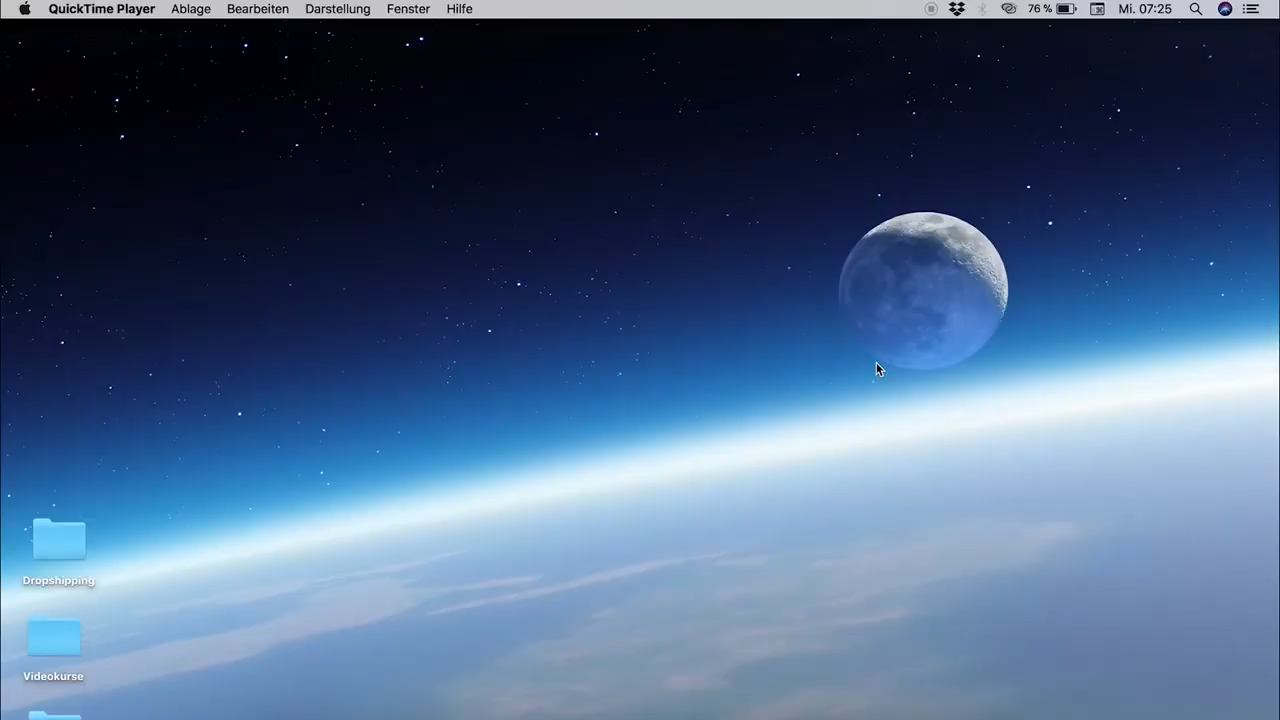 QuickTime Player Ablage Bearbeiten Darstellung Fenster Hilfe 76 % Mi. 07:25
Dropshipping
Videokurse